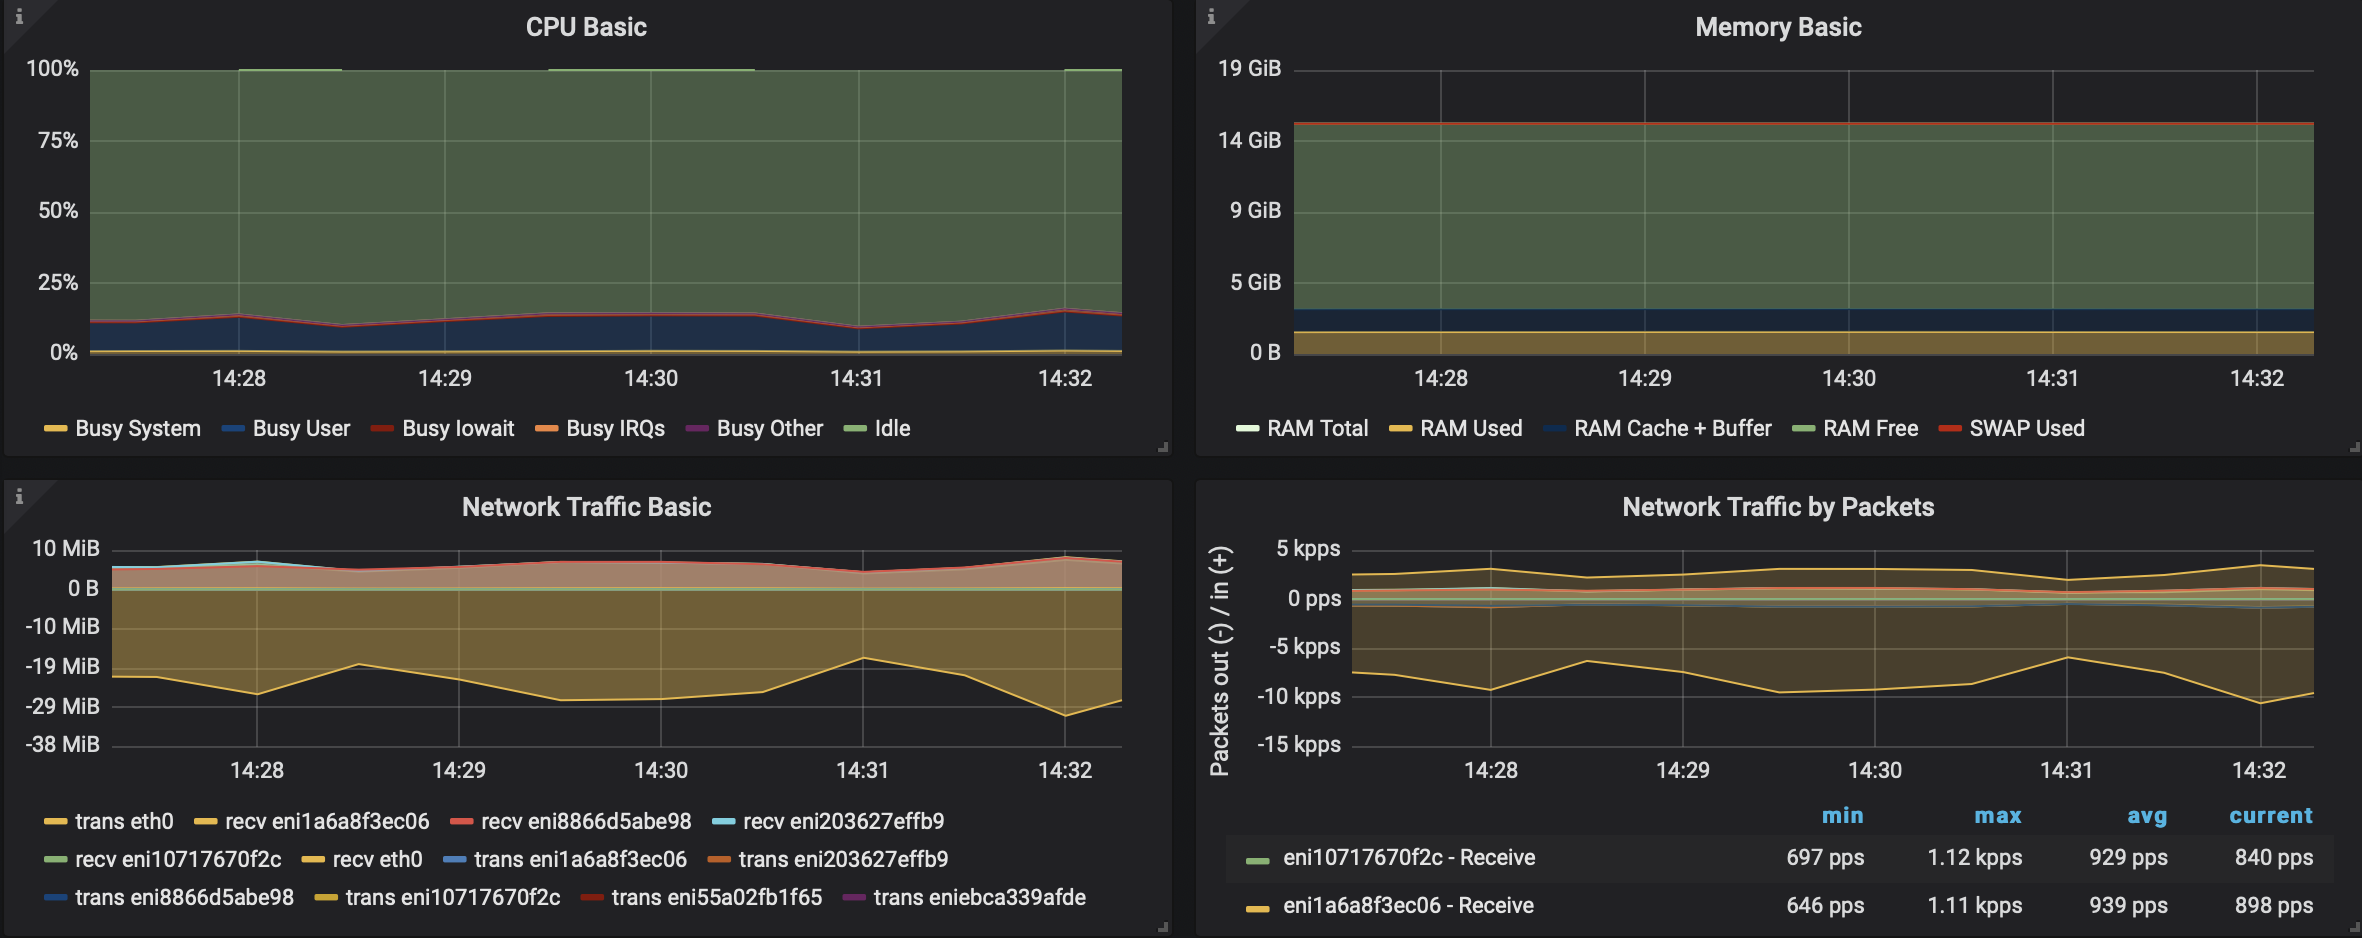 CPU Basic
100%
75%
50%
25%
0%
14:28 14:29 14:30 14:31 14:32
Busy System Busy User Busy Iowait Busy IRQs Busy Other Idle
Memory Basic
19 GiB
14 GiB
9 GiB
5 GiB
0 B
14:28 14:29 14:30 14:31 14:32
RAM Total RAM Used RAM Cache + Buffer RAM Free SWAP Used
Network Traffic Basic
10 MiB
0 B
-10 MiB
-19 MiB
-29 MiB
-38 MiB
14:28 14:29 14:30 14:31 14:32
trans eth0 recv eni1a6a8f3ec06 recv eni8866d5abe98 recv eni203627effb9
recv eni10717670f2c recv eth0 trans eni1a6a8f3ec06 trans eni203627effb9
trans eni8866d5abe98 trans eni10717670f2c trans eni55a02fb1f65 trans eniebca339afde
Network Traffic by Packets
Packets out (-) / in (+)
5 kpps
0 pps
-5 kpps
-10 kpps
-15 kpps
14:28 14:29 14:30 14:31 14:32
min max avg current
eni10717670f2c - Receive 697 pps 1.12 kpps 929 pps 840 pps
eni1a6a8f3ec06 - Receive 646 pps 1.11 kpps 939 pps 898 pps